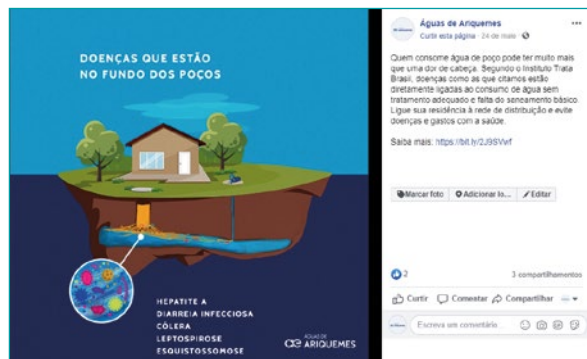 DOENÇAS QUE ESTÃO
NO FUNDO DOS POÇOS
HEPATITE A
DIARREIA INFECCIOSA
CÓLERA
LEPTOSPIROSE
ESQUISTOSSOMOSE
ÁGUAS DE
ARIQUEMES
Águas de Ariquemes
Curtir esta página · 24 de maio ·
Quem consome água de poço pode ter muito mais
que uma dor de cabeça. Segundo o Instituto Trata
Brasil, doenças como as que citamos estão
diretamente ligadas ao consumo de água sem
tratamento adequado e falta de saneamento básico.
Ligue sua residência à rede de distribuição e evite
doenças e gastos com a saúde.
Saiba mais: https://bit.ly/2J9SVwf
Marcar foto
Adicionar lo...
Editar
2
3 compartilhamentos
Curtir
Comentar
Compartilhar
Escreva um comentário...